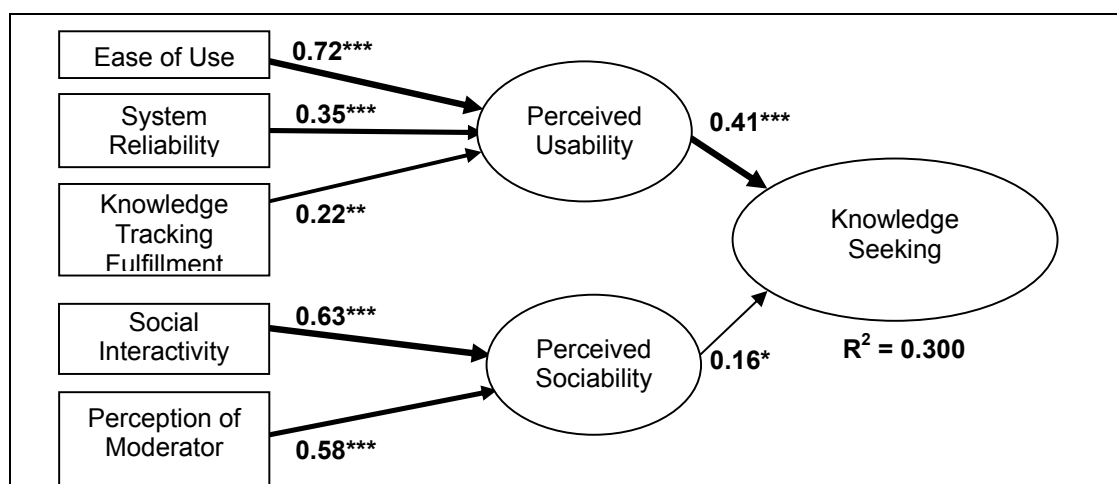 Ease of Use
0.72***
System
Reliability
0.35***
Knowledge
Tracking
Fulfillment
0.22**
Perceived
Usability
0.41***
Knowledge
Seeking
R² = 0.300
Social
Interactivity
0.63***
Perception of
Moderator
0.58***
Perceived
Sociability
0.16*